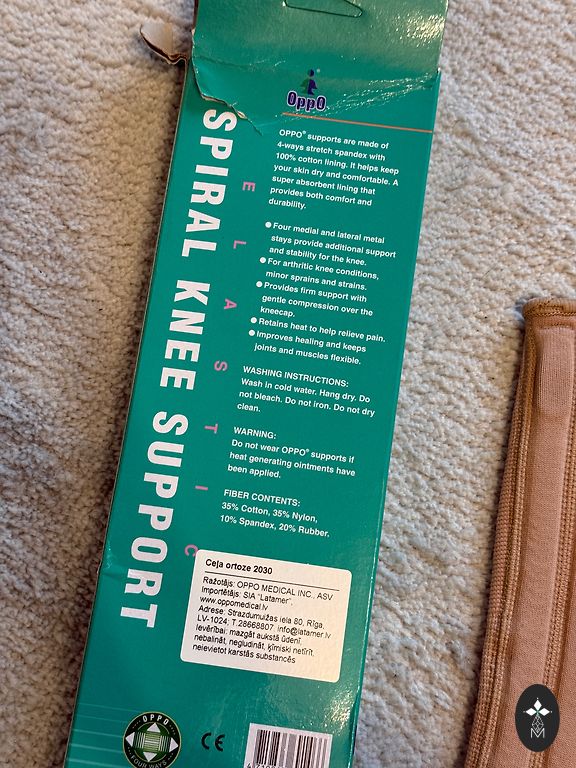 OppO
SPIRAL KNEE SUPPORT
ELASTIC
OPPO® supports are made of
4-ways stretch spandex with
100% cotton lining. It helps keep
your skin dry and comfortable. A
super absorbent lining that
provides both comfort and
durability.
● Four medial and lateral metal
stays provide additional support
and stability for the knee.
● For arthritic knee conditions,
minor sprains and strains.
● Provides firm support with
gentle compression over the
kneecap.
● Retains heat to help relieve pain.
● Improves healing and keeps
joints and muscles flexible.
WASHING INSTRUCTIONS:
Wash in cold water. Hang dry. Do
not bleach. Do not iron. Do not dry
clean.
WARNING:
Do not wear OPPO® supports if
heat generating ointments have
been applied.
FIBER CONTENTS:
35% Cotton, 35% Nylon,
10% Spandex, 20% Rubber.
Ceļa ortoze 2030
Ražotājs: OPPO MEDICAL INC., ASV
Importētājs: SIA "Latamer",
www.oppomedical.lv
Adrese: Strazdumuižas iela 80, Rīga,
LV-1024; T.28668807. info@latamer.lv
Ievērībai: mazgāt aukstā ūdenī,
nebalināt, negludināt, ķīmiski netīrīt,
neievietot karstās substancēs
OPPO
FOUR WAYS
CE
M